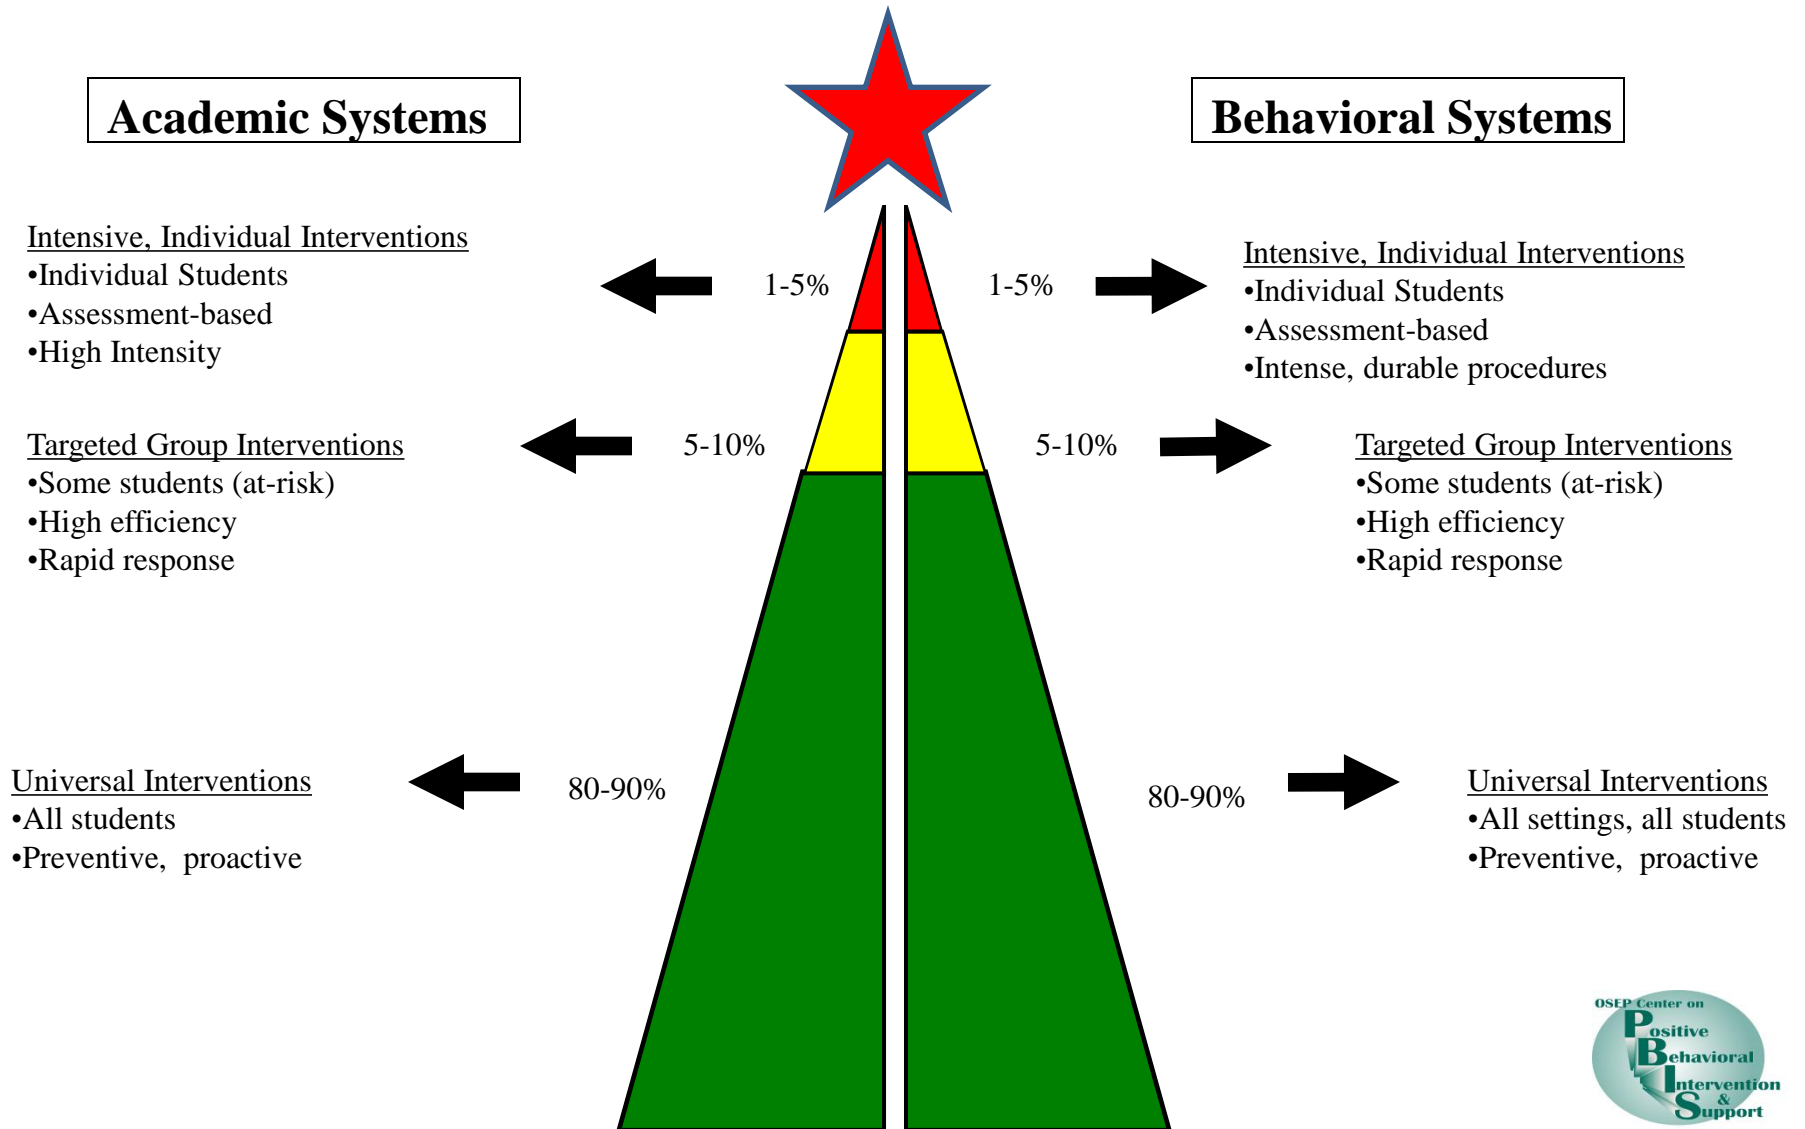 Academic Systems
Behavioral Systems
Intensive, Individual Interventions
•Individual Students
•Assessment-based
•High Intensity
1-5%
1-5%
Intensive, Individual Interventions
•Individual Students
•Assessment-based
•Intense, durable procedures
Targeted Group Interventions
•Some students (at-risk)
•High efficiency
•Rapid response
5-10%
5-10%
Targeted Group Interventions
•Some students (at-risk)
•High efficiency
•Rapid response
Universal Interventions
•All students
•Preventive,  proactive
80-90%
80-90%
Universal Interventions
•All settings, all students
•Preventive,  proactive
OSEP Center on
Positive
Behavioral
Intervention
&
Support